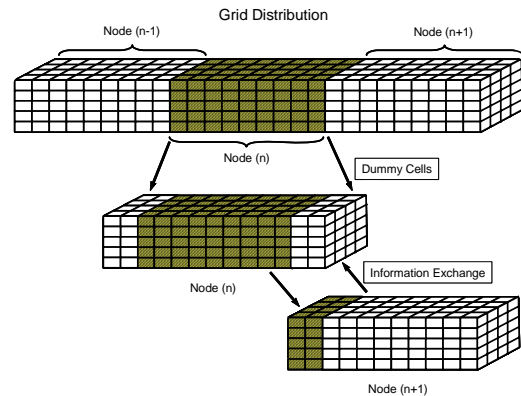 Grid Distribution
Node (n-1)
Node (n+1)
Node (n)
Dummy Cells
Node (n)
Information Exchange
Node (n+1)